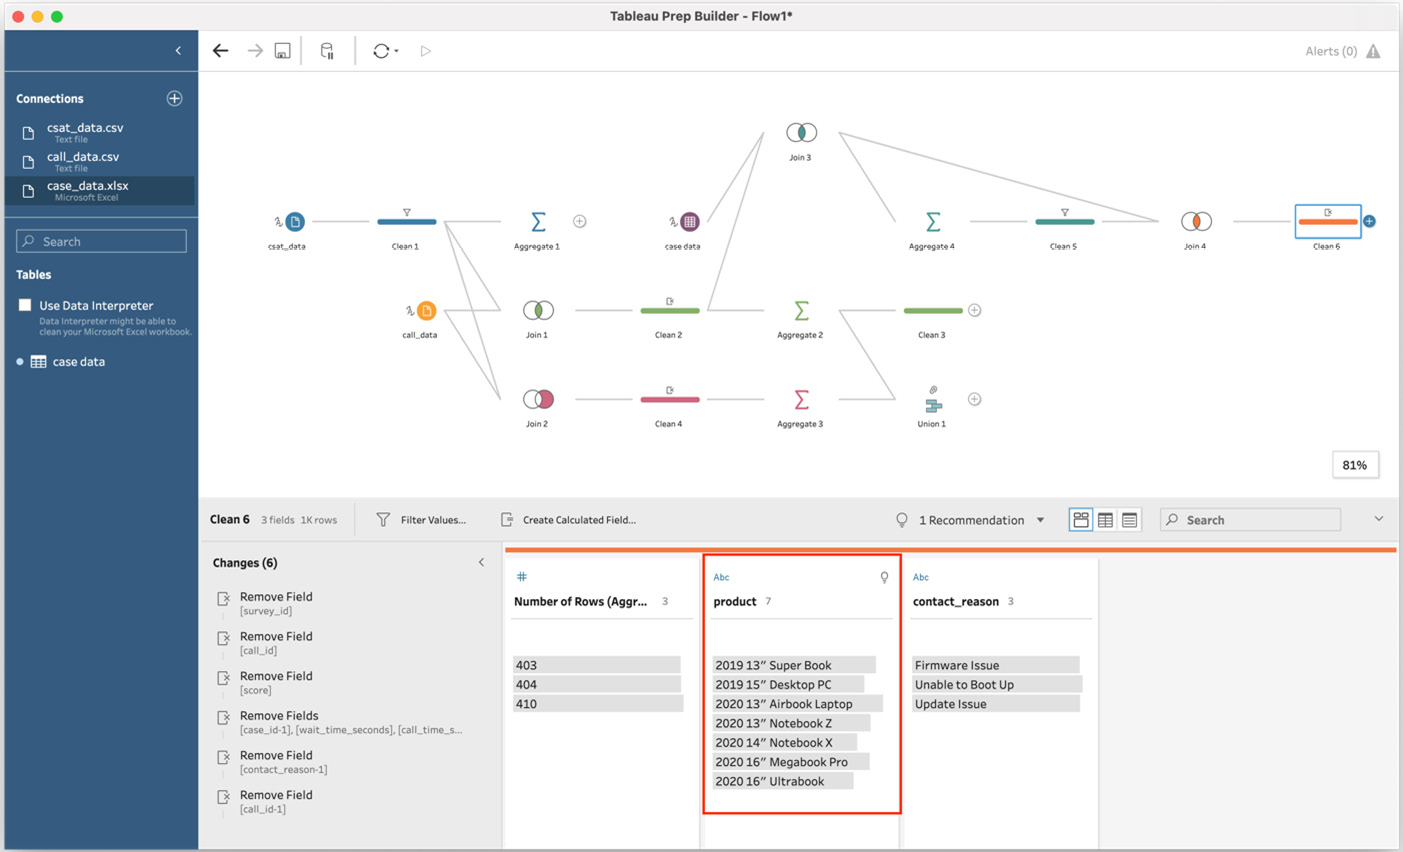 Tableau Prep Builder - Flow1*
Alerts (0)
Connections
csat_data.csv
Text file
call_data.csv
Text file
case_data.xlsx
Microsoft Excel
Search
Tables
Use Data Interpreter
Data Interpreter might be able to
clean your Microsoft Excel workbook.
case data
Join 3
csat_data
Clean 1
Aggregate 1
case data
Aggregate 4
Clean 5
Join 4
Clean 6
call_data
Join 1
Clean 2
Aggregate 2
Clean 3
Join 2
Clean 4
Aggregate 3
Union 1
81%
Clean 6 3 fields 1K rows
Filter Values...
Create Calculated Field...
1 Recommendation
Search
Changes (6)
Remove Field
[survey_id]
Remove Field
[call_id]
Remove Field
[score]
Remove Fields
[case_id-1], [wait_time_seconds], [call_time_s...
Remove Field
[contact_reason-1]
Remove Field
[call_id-1]
#
Number of Rows (Aggr... 3
403
404
410
Abc
product 7
2019 13” Super Book
2019 15” Desktop PC
2020 13” Airbook Laptop
2020 13” Notebook Z
2020 14” Notebook X
2020 16” Megabook Pro
2020 16” Ultrabook
Abc
contact_reason 3
Firmware Issue
Unable to Boot Up
Update Issue